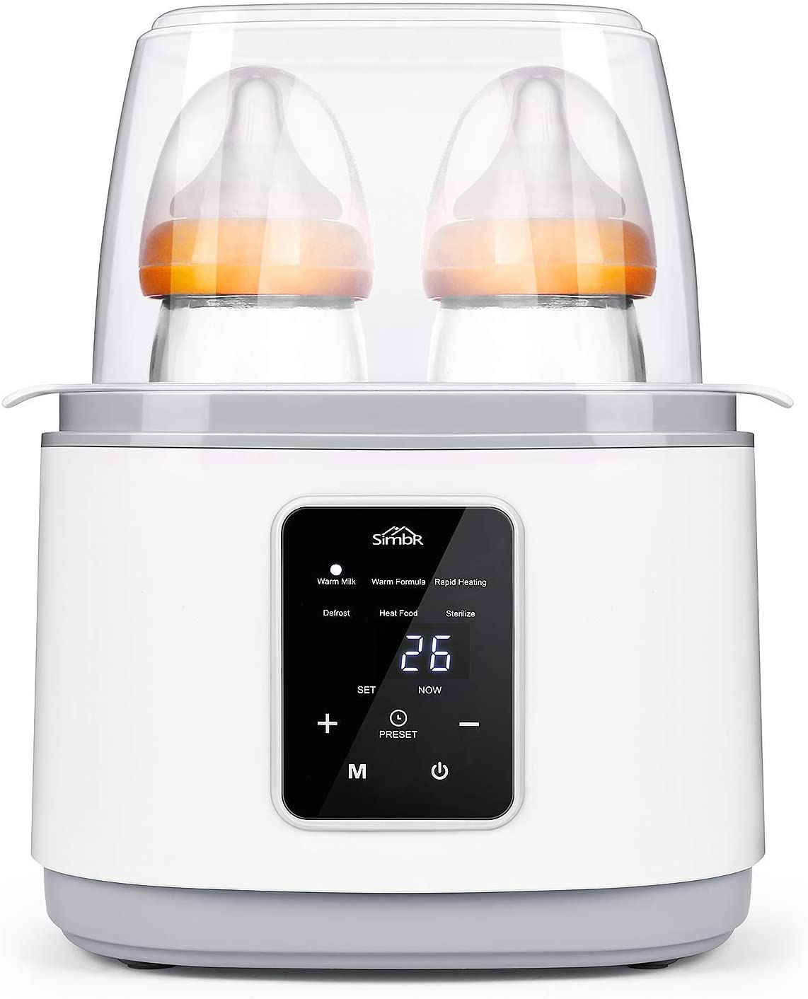 SimbR
Warm Milk Warm Formula Rapid Heating
Defrost Heat Food Sterilize
26
SET NOW
+ PRESET −
M